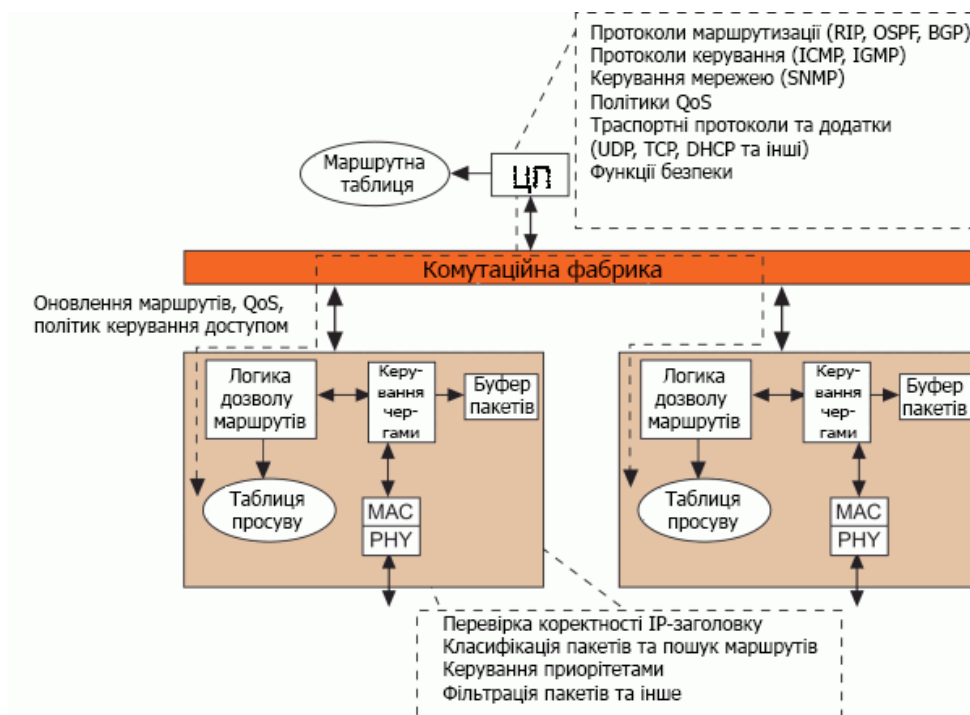 Протоколи маршрутизації (RIP, OSPF, BGP)
Протоколи керування (ICMP, IGMP)
Керування мережею (SNMP)
Політики QoS
Траспортні протоколи та додатки
(UDP, TCP, DHCP та інші)
Функції безпеки
Маршрутна
таблиця
ЦП
Комутаційна фабрика
Оновлення маршрутів, QoS,
політик керування доступом
Логика
дозволу
маршрутів
Керу-
вання
чер-
гами
Буфер
пакетів
Таблиця
просуву
MAC
PHY
Логика
дозволу
маршрутів
Керу-
вання
чер-
гами
Буфер
пакетів
Таблиця
просуву
MAC
PHY
Перевірка коректності IP-заголовку
Класифікація пакетів та пошук маршрутів
Керування приорітетами
Фільтрація пакетів та інше